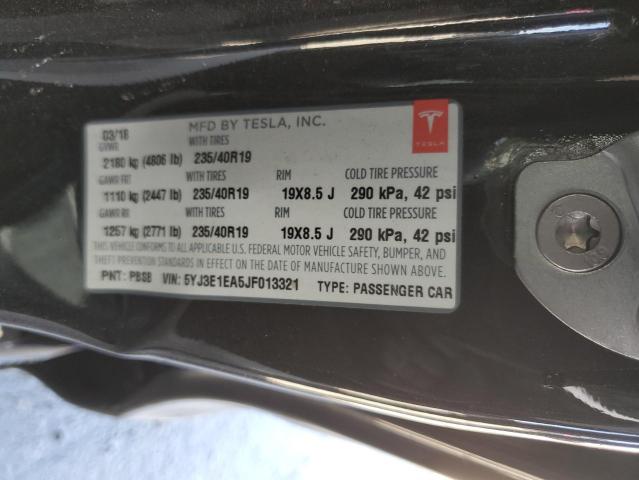 03/18 MFD BY TESLA, INC.
GVWR WITH TIRES
2180 kg (4806 lb) 235/40R19
GAWR FRT WITH TIRES RIM COLD TIRE PRESSURE
1110 kg (2447 lb) 235/40R19 19X8.5 J 290 kPa, 42 psi
GAWR RR WITH TIRES RIM COLD TIRE PRESSURE
1257 kg (2771 lb) 235/40R19 19X8.5 J 290 kPa, 42 psi
THIS VEHICLE CONFORMS TO ALL APPLICABLE U.S. FEDERAL MOTOR VEHICLE SAFETY, BUMPER, AND
THEFT PREVENTION STANDARDS IN EFFECT ON THE DATE OF MANUFACTURE SHOWN ABOVE.
PNT: PBSB VIN: 5YJ3E1EA5JF013321 TYPE: PASSENGER CAR
TESLA